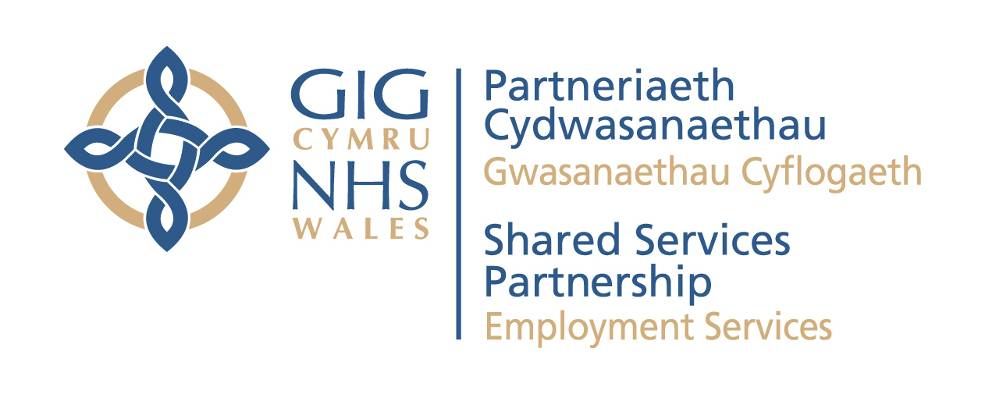 GIG
CYMRU
NHS
WALES
Partneriaeth
Cydwasanaethau
Gwasanaethau Cyflogaeth
Shared Services
Partnership
Employment Services